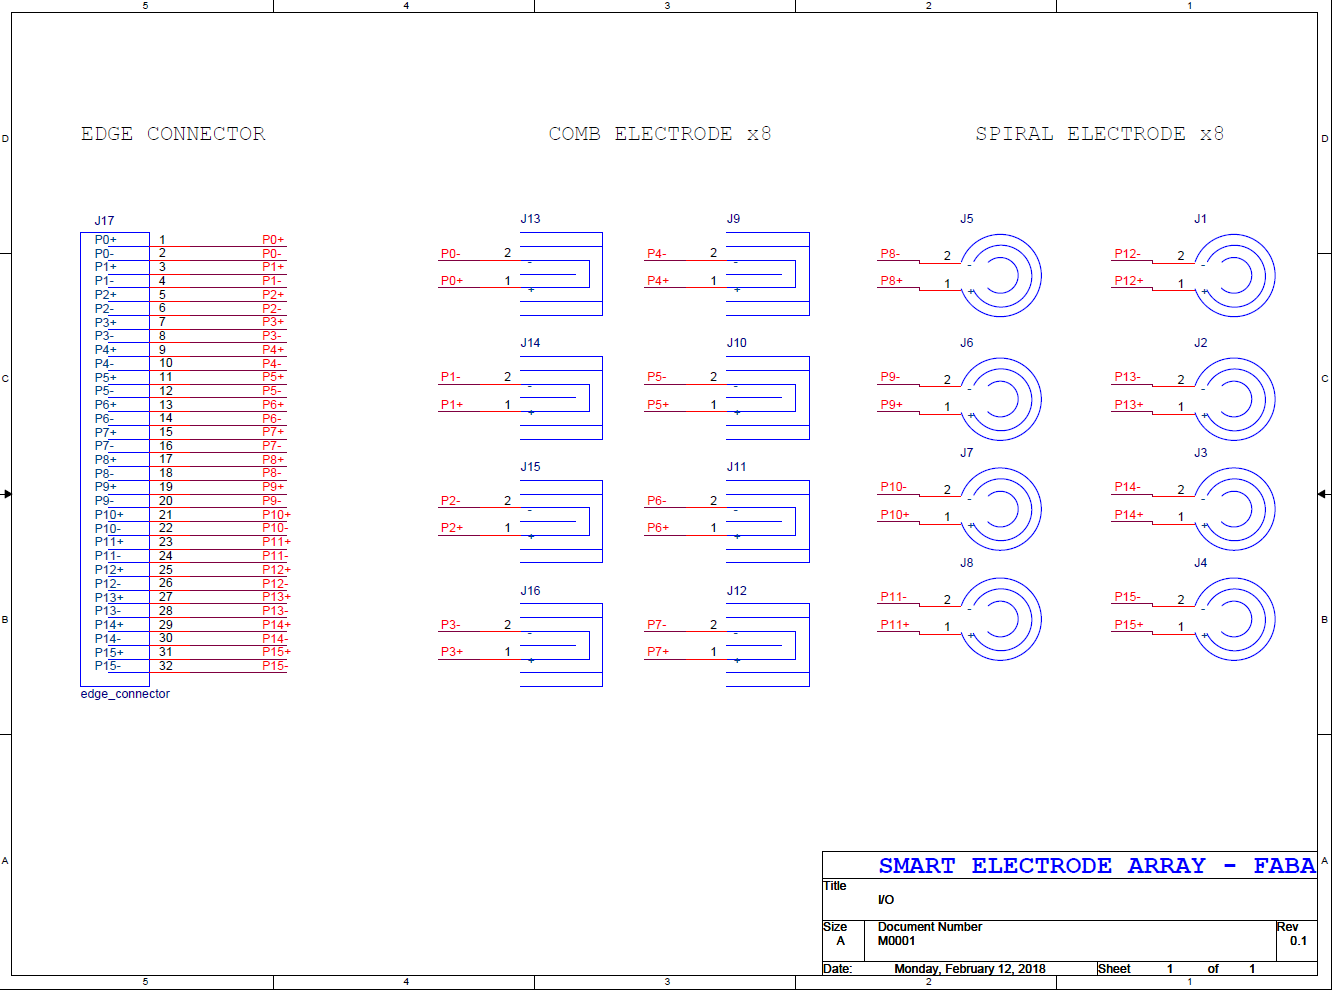 5 4 3 2 1
D D
EDGE CONNECTOR COMB ELECTRODE x8 SPIRAL ELECTRODE x8
J17 J13 J9 J5 J1
P0+ 1 P0+
P0- 2 P0-
P1+ 3 P1+
P1- 4 P1-
P2+ 5 P2+
P2- 6 P2-
P3+ 7 P3+
P3- 8 P3-
P4+ 9 P4+
P4- 10 P4-
P5+ 11 P5+
P5- 12 P5-
P6+ 13 P6+
P6- 14 P6-
P7+ 15 P7+
P7- 16 P7-
P8+ 17 P8+
P8- 18 P8-
P9+ 19 P9+
P9- 20 P9-
P10+ 21 P10+
P10- 22 P10-
P11+ 23 P11+
P11- 24 P11-
P12+ 25 P12+
P12- 26 P12-
P13+ 27 P13+
P13- 28 P13-
P14+ 29 P14+
P14- 30 P14-
P15+ 31 P15+
P15- 32 P15-
edge_connector
P0- 2 - P4- 2 - P8- 2 - P12- 2 -
P0+ 1 + P4+ 1 + P8+ 1 + P12+ 1 +
J14 J10 J6 J2
P1- 2 - P5- 2 - P9- 2 - P13- 2 -
P1+ 1 + P5+ 1 + P9+ 1 + P13+ 1 +
C C
J15 J11 J7 J3
P2- 2 - P6- 2 - P10- 2 - P14- 2 -
P2+ 1 + P6+ 1 + P10+ 1 + P14+ 1 +
J16 J12 J8 J4
P3- 2 - P7- 2 - P11- 2 - P15- 2 -
P3+ 1 + P7+ 1 + P11+ 1 + P15+ 1 +
B B
A A
SMART ELECTRODE ARRAY - FABA
Title
I/O
Size Document Number Rev
A M0001 0.1
Date: Monday, February 12, 2018 Sheet 1 of 1
5 4 3 2 1